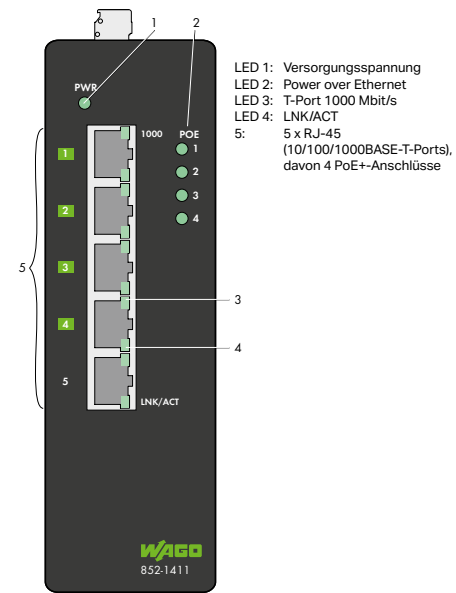 1
2
PWR
1000
POE
1
2
3
4
1
2
3
4
5
5
3
4
LNK/ACT
WAGO
852-1411
LED 1: Versorgungsspannung
LED 2: Power over Ethernet
LED 3: T-Port 1000 Mbit/s
LED 4: LNK/ACT
5: 5 x RJ-45
(10/100/1000BASE-T-Ports),
davon 4 PoE+-Anschlüsse